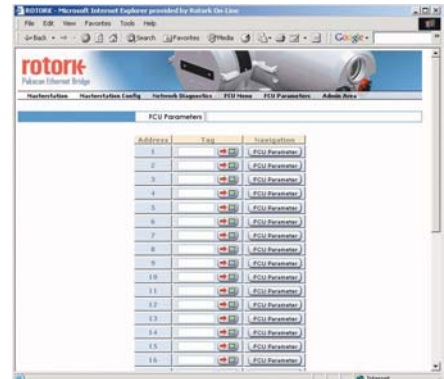 ROTORK - Microsoft Internet Explorer provided by Rotork On-Line
File Edit View Favorites Tools Help
Back Search Favorites Media Google
rotork
Pakscan Ethernet Bridge
Masterstation Masterstation Config Network Diagnostics FCU Menu FCU Parameters Admin Area
FCU Parameters
Address Tag Navigation
1 FCU Parameter
2 FCU Parameter
3 FCU Parameter
4 FCU Parameter
5 FCU Parameter
6 FCU Parameter
7 FCU Parameter
8 FCU Parameter
9 FCU Parameter
10 FCU Parameter
11 FCU Parameter
12 FCU Parameter
13 FCU Parameter
14 FCU Parameter
15 FCU Parameter
16 FCU Parameter
Internet